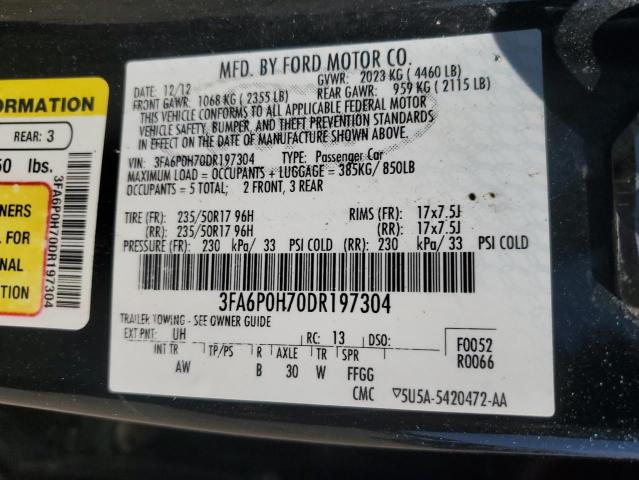 ORMATION
REAR: 3
50 lbs.
NERS
L FOR
ONAL
ATION
3FA6P0H70DR197304
MFD. BY FORD MOTOR CO.
DATE: 12/12 GVWR: 2023 KG ( 4460 LB)
FRONT GAWR: 1068 KG ( 2355 LB) REAR GAWR: 959 KG ( 2115 LB)
THIS VEHICLE CONFORMS TO ALL APPLICABLE FEDERAL MOTOR
VEHICLE SAFETY, BUMPER, AND THEFT PREVENTION STANDARDS
IN EFFECT ON THE DATE OF MANUFACTURE SHOWN ABOVE.
VIN: 3FA6P0H70DR197304 TYPE: Passenger Car
MAXIMUM LOAD = OCCUPANTS + LUGGAGE = 385KG/ 850LB
OCCUPANTS = 5 TOTAL; 2 FRONT, 3 REAR
TIRE (FR): 235/50R17 96H RIMS (FR): 17x7.5J
(RR): 235/50R17 96H (RR): 17x7.5J
PRESSURE (FR): 230 kPa/ 33 PSI COLD (RR): 230 kPa/ 33 PSI COLD
3FA6P0H70DR197304
TRAILER TOWING - SEE OWNER GUIDE
EXT PNT: UH RC: 13 DSO: F0052
INT TR TP/PS R AXLE TR SPR R0066
AW B 30 W FFGG
CMC ▽5U5A-5420472-AA